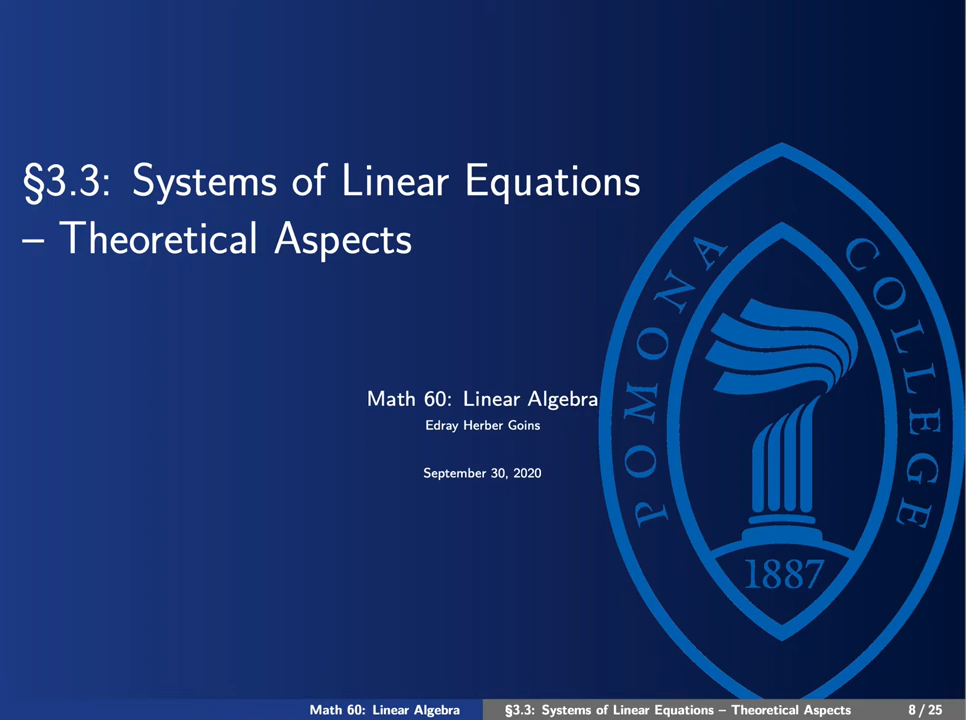 §3.3: Systems of Linear Equations
– Theoretical Aspects
Math 60: Linear Algebra
Edray Herber Goins
September 30, 2020
POMONA COLLEGE
1887
Math 60: Linear Algebra
§3.3: Systems of Linear Equations – Theoretical Aspects
8 / 25